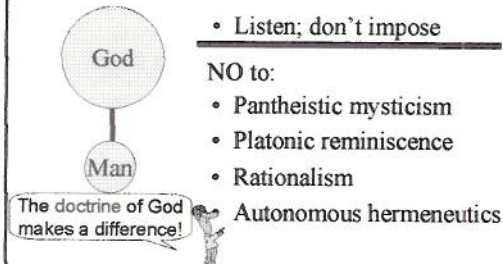 • Listen; don't impose
God
NO to:
• Pantheistic mysticism
• Platonic reminiscence
Man
• Rationalism
The doctrine of God
makes a difference!
Autonomous hermeneutics